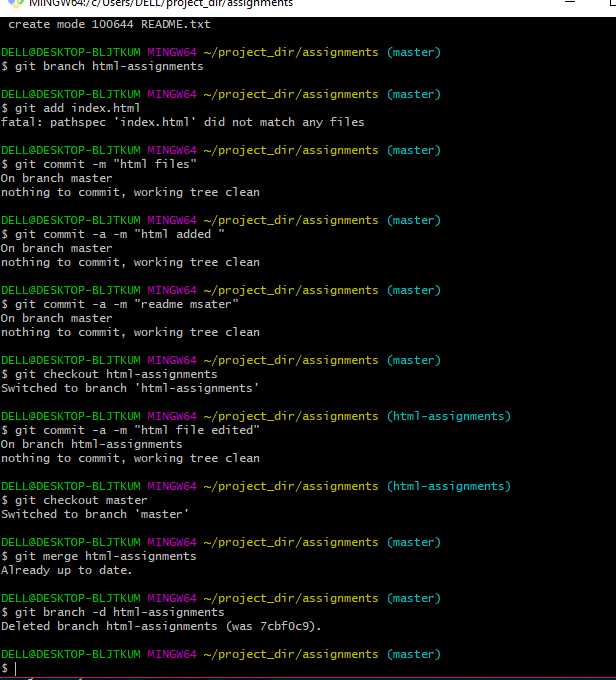 MINGW64:/c/Users/DELL/project_dir/assignments
create mode 100644 README.txt
DELL@DESKTOP-BLJTKUM MINGW64 ~/project_dir/assignments (master)
$ git branch html-assignments
DELL@DESKTOP-BLJTKUM MINGW64 ~/project_dir/assignments (master)
$ git add index.html
fatal: pathspec 'index.html' did not match any files
DELL@DESKTOP-BLJTKUM MINGW64 ~/project_dir/assignments (master)
$ git commit -m "html files"
On branch master
nothing to commit, working tree clean
DELL@DESKTOP-BLJTKUM MINGW64 ~/project_dir/assignments (master)
$ git commit -a -m "html added "
On branch master
nothing to commit, working tree clean
DELL@DESKTOP-BLJTKUM MINGW64 ~/project_dir/assignments (master)
$ git commit -a -m "readme msater"
On branch master
nothing to commit, working tree clean
DELL@DESKTOP-BLJTKUM MINGW64 ~/project_dir/assignments (master)
$ git checkout html-assignments
Switched to branch 'html-assignments'
DELL@DESKTOP-BLJTKUM MINGW64 ~/project_dir/assignments (html-assignments)
$ git commit -a -m "html file edited"
On branch html-assignments
nothing to commit, working tree clean
DELL@DESKTOP-BLJTKUM MINGW64 ~/project_dir/assignments (html-assignments)
$ git checkout master
Switched to branch 'master'
DELL@DESKTOP-BLJTKUM MINGW64 ~/project_dir/assignments (master)
$ git merge html-assignments
Already up to date.
DELL@DESKTOP-BLJTKUM MINGW64 ~/project_dir/assignments (master)
$ git branch -d html-assignments
Deleted branch html-assignments (was 7cbf0c9).
DELL@DESKTOP-BLJTKUM MINGW64 ~/project_dir/assignments (master)
$